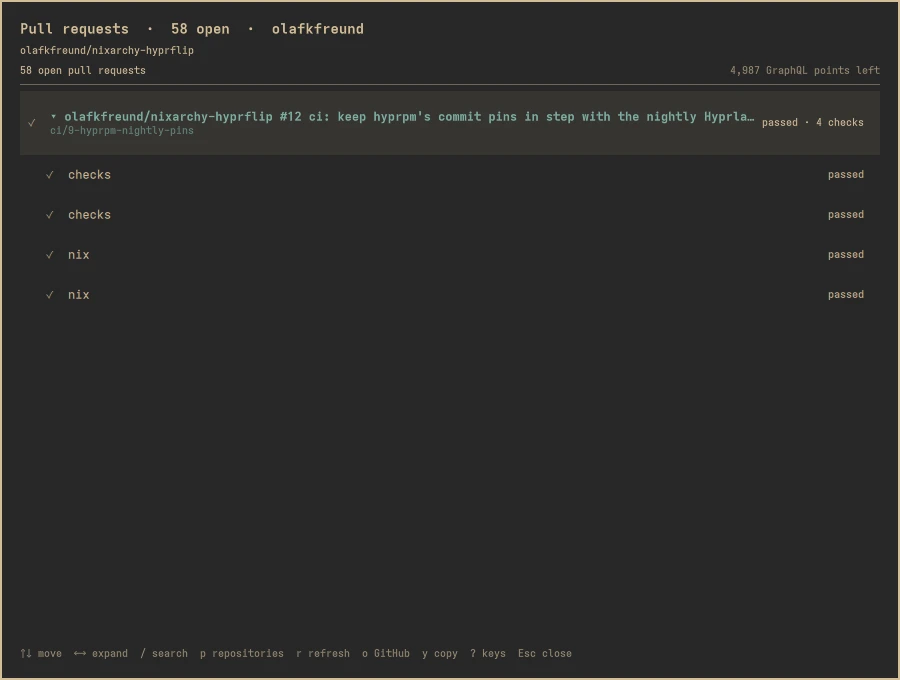 Pull requests · 58 open · olafkfreund
olafkfreund/nixarchy-hyprflip
58 open pull requests 4,987 GraphQL points left
✓ ▾ olafkfreund/nixarchy-hyprflip #12 ci: keep hyprpm's commit pins in step with the nightly Hyprla… passed · 4 checks
ci/9-hyprpm-nightly-pins
✓ checks passed
✓ checks passed
✓ nix passed
✓ nix passed
↑↓ move ←→ expand / search p repositories r refresh o GitHub y copy ? keys Esc close